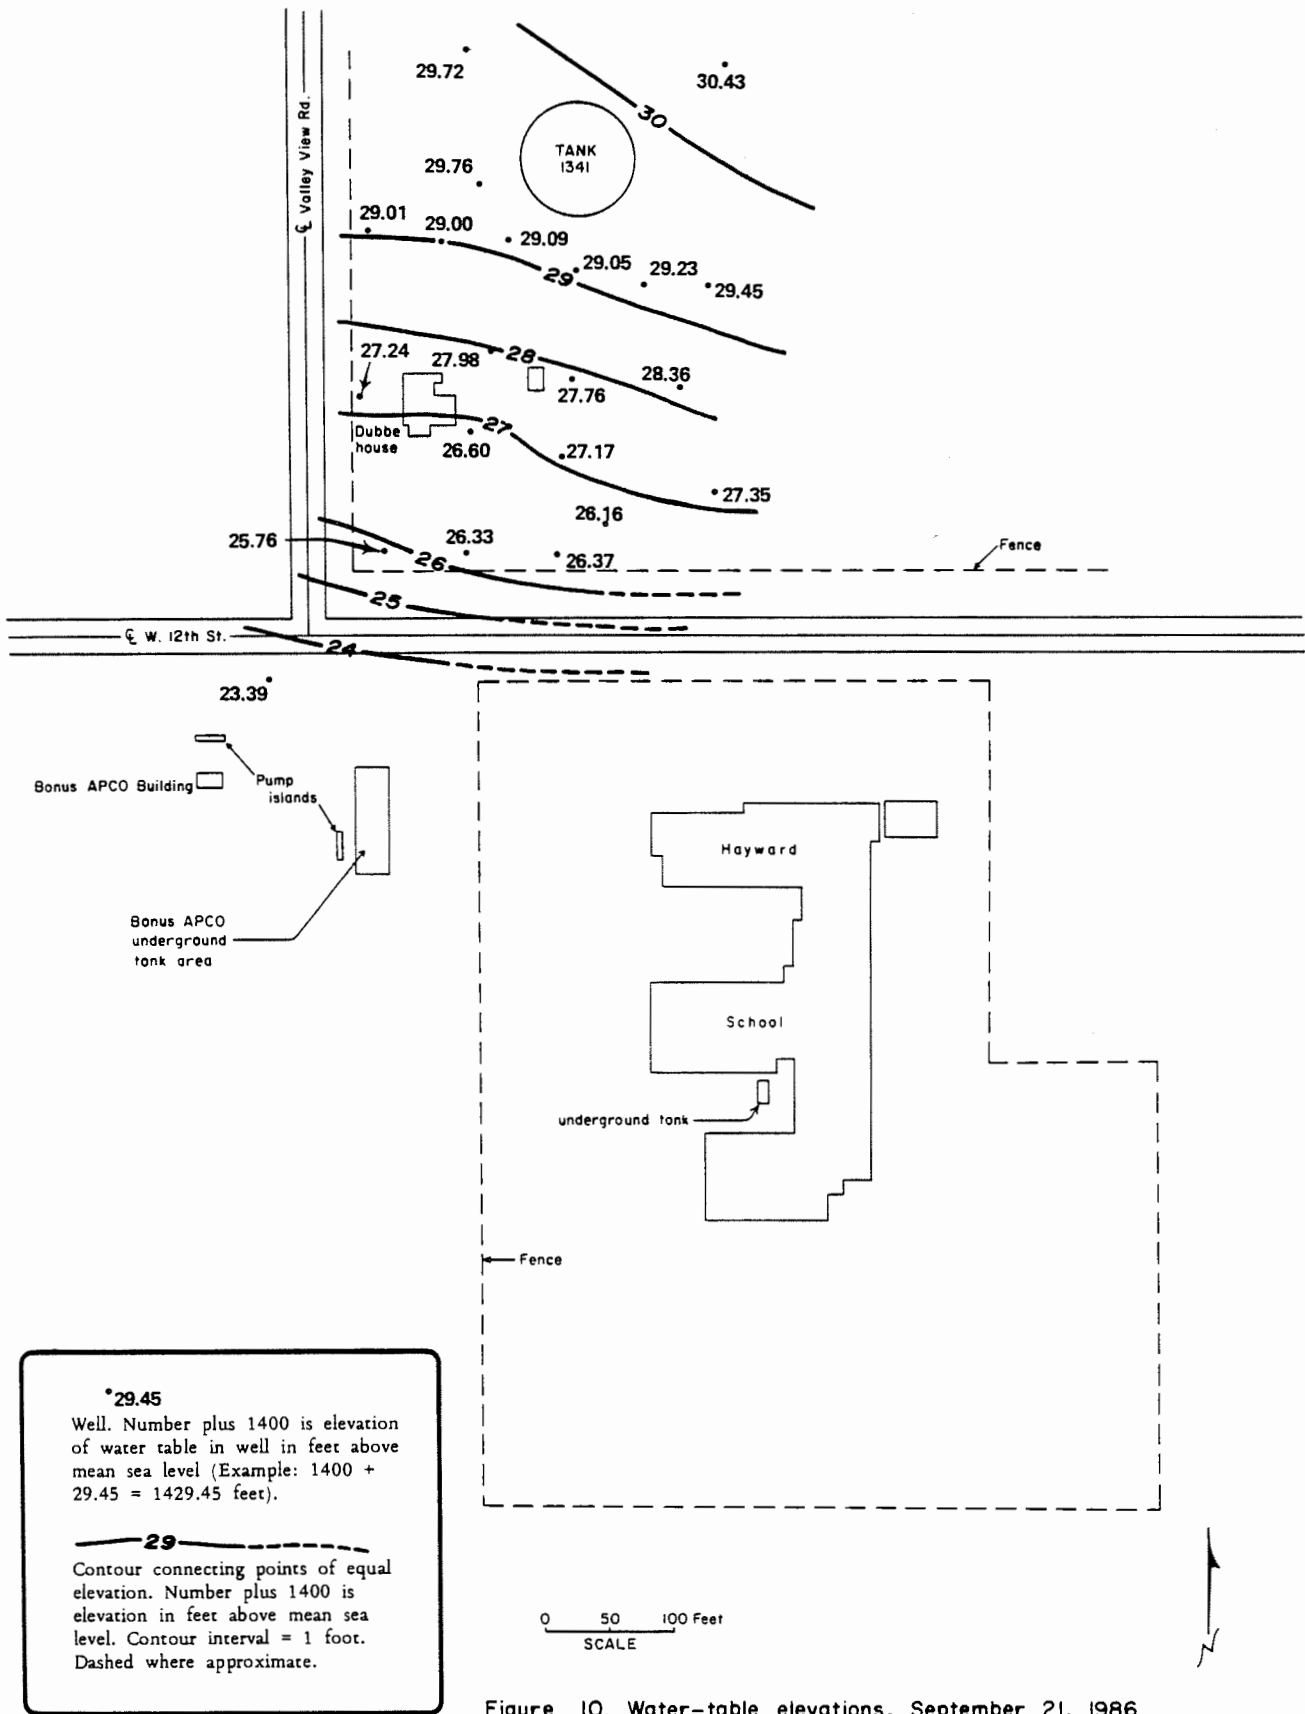 29.72
30.43
30
TANK
1341
℄ Valley View Rd.
29.76
29.01
29.00
29.09
29.05
29.23
29
29.45
27.24
27.98
28
28.36
27.76
27
Dubbe
house
26.60
27.17
27.35
26.16
25.76
26.33
26
26.37
Fence
25
℄ W. 12th St.
24
23.39
Bonus APCO Building
Pump
islands
Hayward
Bonus APCO
underground
tank area
School
underground tank
Fence
29.45
Well. Number plus 1400 is elevation
of water table in well in feet above
mean sea level (Example: 1400 +
29.45 = 1429.45 feet).
29
Contour connecting points of equal
elevation. Number plus 1400 is
elevation in feet above mean sea
level. Contour interval = 1 foot.
Dashed where approximate.
0 50 100 Feet
SCALE
N
Figure 10. Water-table elevations, September 21, 1986